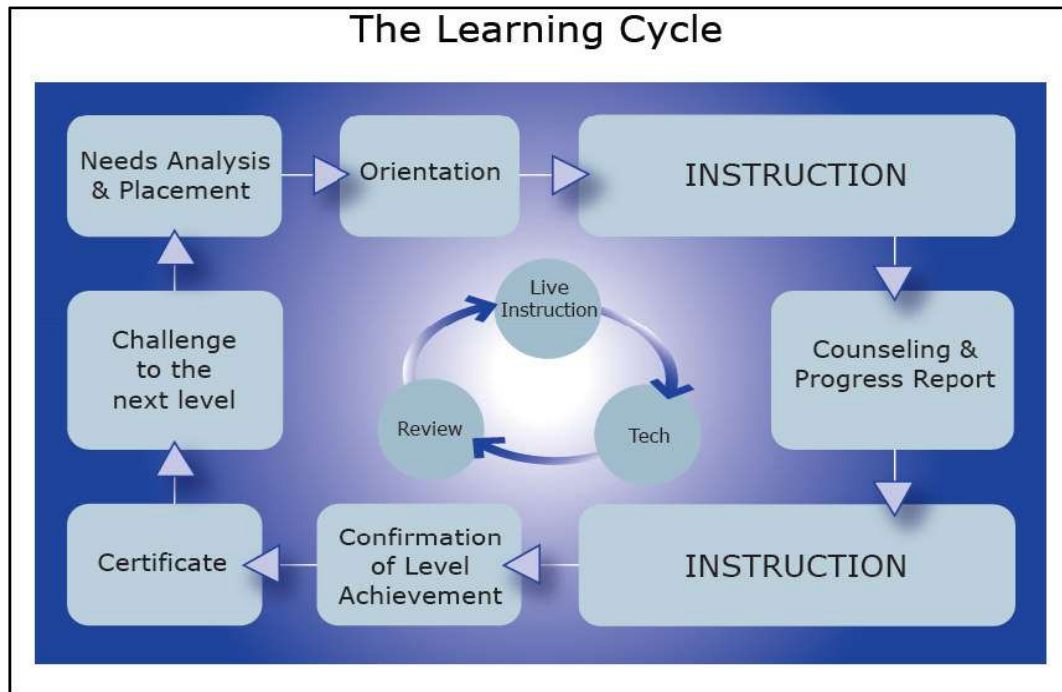 The Learning Cycle
Needs Analysis
& Placement
Orientation
INSTRUCTION
Counseling &
Progress Report
INSTRUCTION
Confirmation
of Level
Achievement
Certificate
Challenge
to the
next level
Live
Instruction
Tech
Review